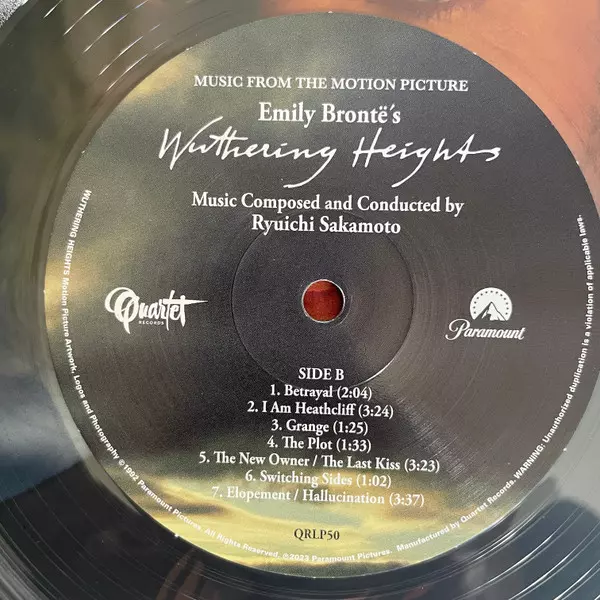 MUSIC FROM THE MOTION PICTURE
Emily Brontë´s
Wuthering Heights
Music Composed and Conducted by
Ryuichi Sakamoto
Quartet
RECORDS
Paramount
SIDE B
1. Betrayal (2:04)
2. I Am Heathcliff (3:24)
3. Grange (1:25)
4. The Plot (1:33)
5. The New Owner / The Last Kiss (3:23)
6. Switching Sides (1:02)
7. Elopement / Hallucination (3:37)
QRLP50
WUTHERING HEIGHTS Motion Picture Artwork, Logos and Photography ©1992 Paramount Pictures. All Rights Reserved. ©2023 Paramount Pictures. Manufactured by Quartet Records. WARNING: Unauthorized duplication is a violation of applicable laws.